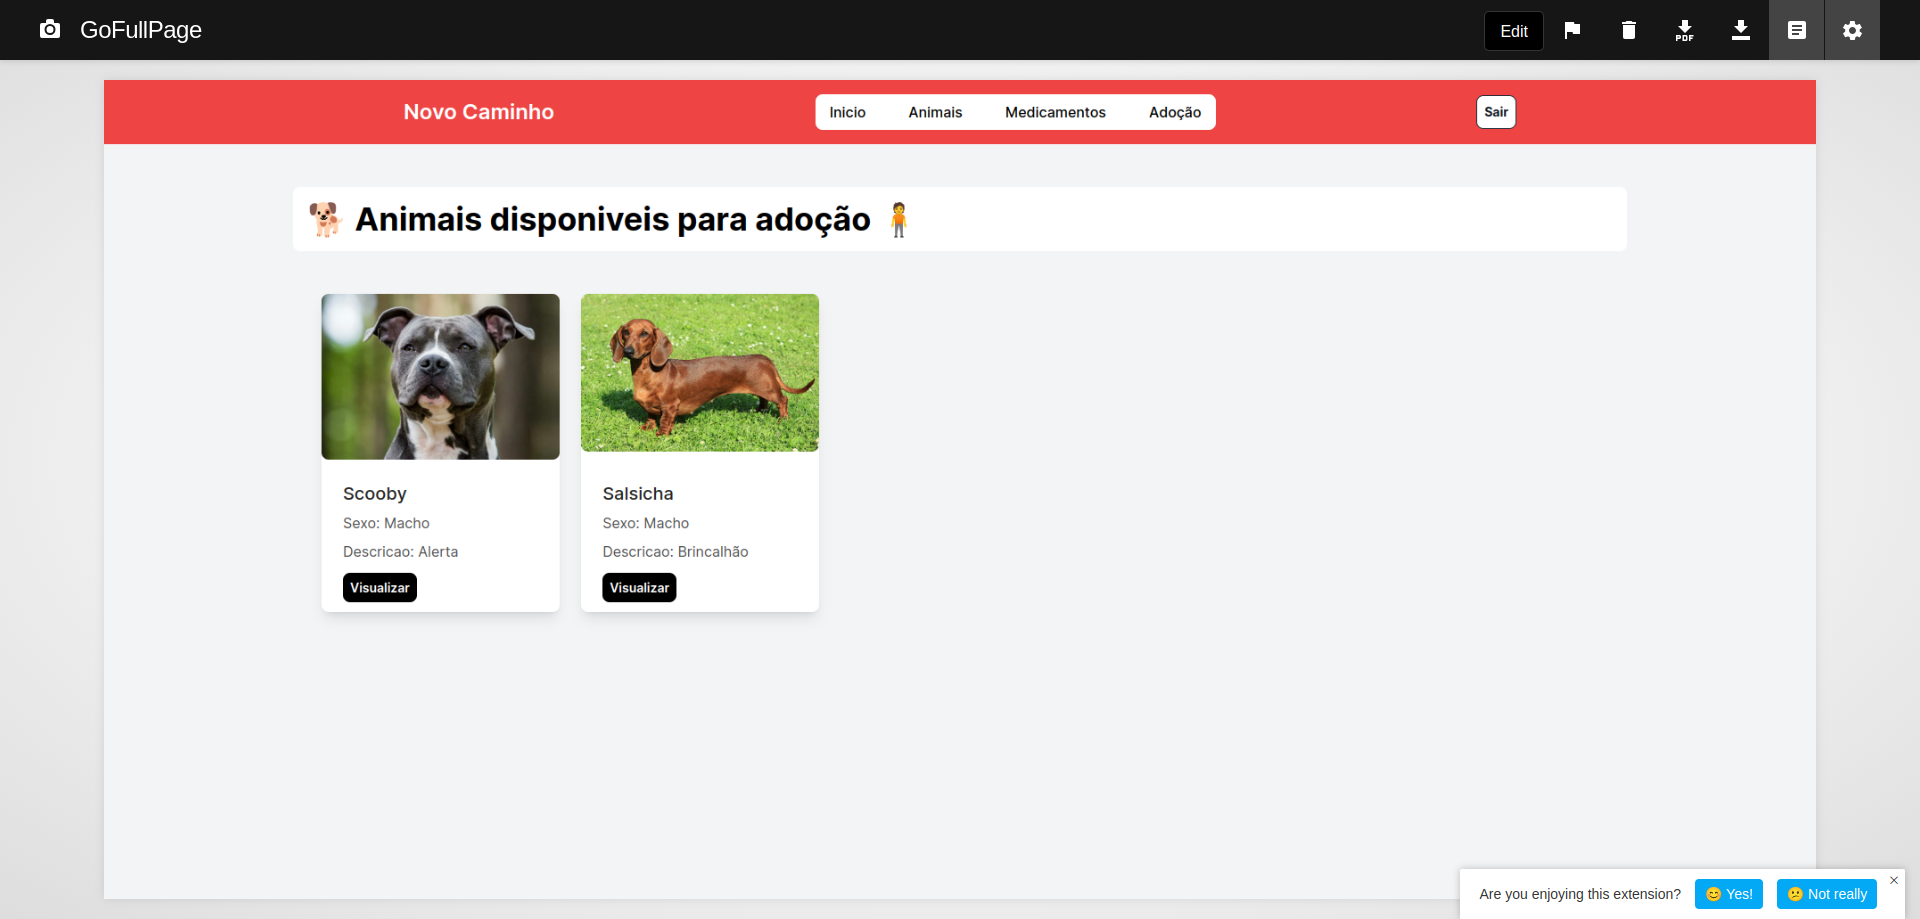 GoFullPage
Edit
PDF
Novo Caminho
Inicio Animais Medicamentos Adoção
Sair
🐕 Animais disponiveis para adoção 🧍
Scooby
Sexo: Macho
Descricao: Alerta
Visualizar
Salsicha
Sexo: Macho
Descricao: Brincalhão
Visualizar
Are you enjoying this extension? 😊 Yes! 😕 Not really ×